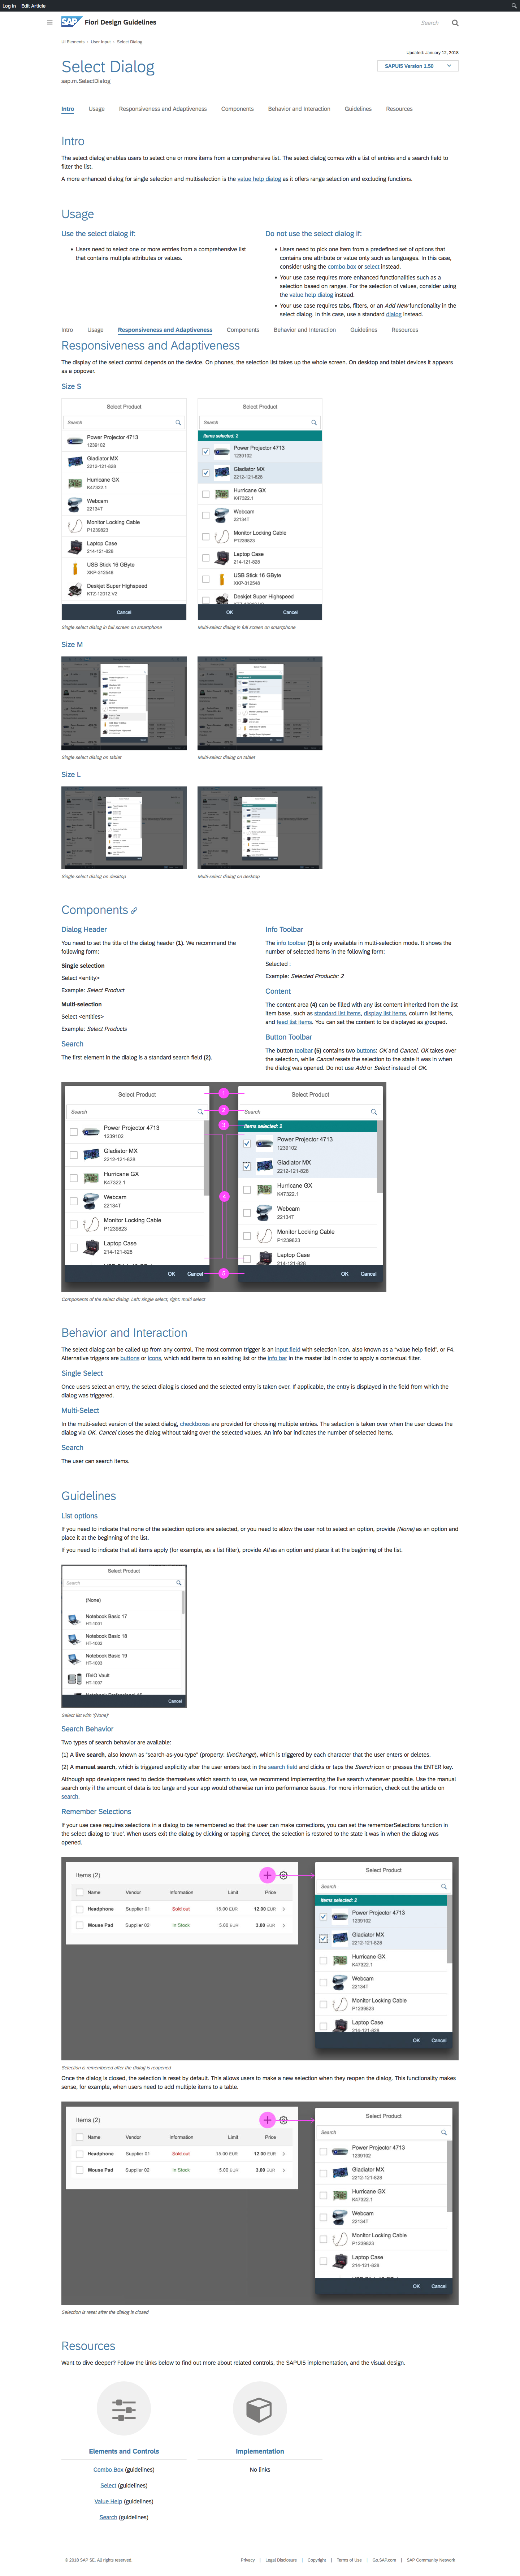 Log in Edit Article
SAP Fiori Design Guidelines
Search
UI Elements › User Input › Select Dialog
Updated: January 12, 2018
Select Dialog
SAPUI5 Version 1.50
sap.m.SelectDialog
Intro Usage Responsiveness and Adaptiveness Components Behavior and Interaction Guidelines Resources
Intro
The select dialog enables users to select one or more items from a comprehensive list. The select dialog comes with a list of entries and a search field to
filter the list.
A more enhanced dialog for single selection and multiselection is the value help dialog as it offers range selection and excluding functions.
Usage
Use the select dialog if:
• Users need to select one or more entries from a comprehensive list
that contains multiple attributes or values.
Do not use the select dialog if:
• Users need to pick one item from a predefined set of options that
contains one attribute or value only such as languages. In this case,
consider using the combo box or select instead.
• Your use case requires more enhanced functionalities such as a
selection based on ranges. For the selection of values, consider using
the value help dialog instead.
• Your use case requires tabs, filters, or an Add New functionality in the
select dialog. In this case, use a standard dialog instead.
Intro Usage Responsiveness and Adaptiveness Components Behavior and Interaction Guidelines Resources
Responsiveness and Adaptiveness
The display of the select control depends on the device. On phones, the selection list takes up the whole screen. On desktop and tablet devices it appears
as a popover.
Size S
Select Product
Search
Power Projector 4713
1239102
Gladiator MX
2212-121-828
Hurricane GX
K47322.1
Webcam
22134T
Monitor Locking Cable
P1239823
Laptop Case
214-121-828
USB Stick 16 GByte
XKP-312548
Deskjet Super Highspeed
KTZ-12012.V2
Cancel
Single select dialog in full screen on smartphone
Select Product
Search
Items selected: 2
Power Projector 4713
1239102
Gladiator MX
2212-121-828
Hurricane GX
K47322.1
Webcam
22134T
Monitor Locking Cable
P1239823
Laptop Case
214-121-828
USB Stick 16 GByte
XKP-312548
Deskjet Super Highspeed
OK Cancel
Multi-select dialog in full screen on smartphone
Size M
Single select dialog on tablet
Multi-select dialog on tablet
Size L
Single select dialog on desktop
Multi-select dialog on desktop
Components
Dialog Header
You need to set the title of the dialog header (1). We recommend the
following form:
Single selection
Select <entity>
Example: Select Product
Multi-selection
Select <entities>
Example: Select Products
Search
The first element in the dialog is a standard search field (2).
Info Toolbar
The info toolbar (3) is only available in multi-selection mode. It shows the
number of selected items in the following form:
Selected :
Example: Selected Products: 2
Content
The content area (4) can be filled with any list content inherited from the list
item base, such as standard list items, display list items, column list items,
and feed list items. You can set the content to be displayed as grouped.
Button Toolbar
The button toolbar (5) contains two buttons: OK and Cancel. OK takes over
the selection, while Cancel resets the selection to the state it was in when
the dialog was opened. Do not use Add or Select instead of OK.
Select Product
Search
Power Projector 4713
1239102
Gladiator MX
2212-121-828
Hurricane GX
K47322.1
Webcam
22134T
Monitor Locking Cable
P1239823
Laptop Case
214-121-828
OK Cancel
1
2
3
4
5
Select Product
Search
Items selected: 2
Power Projector 4713
1239102
Gladiator MX
2212-121-828
Hurricane GX
K47322.1
Webcam
22134T
Monitor Locking Cable
P1239823
Laptop Case
214-121-828
OK Cancel
Components of the select dialog. Left: single select, right: multi select
Behavior and Interaction
The select dialog can be called up from any control. The most common trigger is an input field with selection icon, also known as a "value help field", or F4.
Alternative triggers are buttons or icons, which add items to an existing list or the info bar in the master list in order to apply a contextual filter.
Single Select
Once users select an entry, the select dialog is closed and the selected entry is taken over. If applicable, the entry is displayed in the field from which the
dialog was triggered.
Multi-Select
In the multi-select version of the select dialog, checkboxes are provided for choosing multiple entries. The selection is taken over when the user closes the
dialog via OK. Cancel closes the dialog without taking over the selected values. An info bar indicates the number of selected items.
Search
The user can search items.
Guidelines
List options
If you need to indicate that none of the selection options are selected, or you need to allow the user not to select an option, provide (None) as an option and
place it at the beginning of the list.
If you need to indicate that all items apply (for example, as a list filter), provide All as an option and place it at the beginning of the list.
Select Product
Search
(None)
Notebook Basic 17
HT-1001
Notebook Basic 18
HT-1002
Notebook Basic 19
HT-1003
ITelO Vault
HT-1007
Cancel
Select list with '(None)'
Search Behavior
Two types of search behavior are available:
(1) A live search, also known as "search-as-you-type" (property: liveChange), which is triggered by each character that the user enters or deletes.
(2) A manual search, which is triggered explicitly after the user enters text in the search field and clicks or taps the Search icon or presses the ENTER key.
Although app developers need to decide themselves which search to use, we recommend implementing the live search whenever possible. Use the manual
search only if the amount of data is too large and your app would otherwise run into performance issues. For more information, check out the article on
search.
Remember Selections
If your use case requires selections in a dialog to be remembered so that the user can make corrections, you can set the rememberSelections function in
the select dialog to 'true'. When users exit the dialog by clicking or tapping Cancel, the selection is restored to the state it was in when the dialog was
opened.
Items (2)
Name Vendor Information Limit Price
Headphone Supplier 01 Sold out 15.00 EUR 12.00 EUR
Mouse Pad Supplier 02 In Stock 5.00 EUR 3.00 EUR
Select Product
Search
Items selected: 2
Power Projector 4713
1239102
Gladiator MX
2212-121-828
Hurricane GX
K47322.1
Webcam
22134T
Monitor Locking Cable
P1239823
Laptop Case
OK Cancel
Selection is remembered after the dialog is reopened
Once the dialog is closed, the selection is reset by default. This allows users to make a new selection when they reopen the dialog. This functionality makes
sense, for example, when users need to add multiple items to a table.
Items (2)
Name Vendor Information Limit Price
Headphone Supplier 01 Sold out 15.00 EUR 12.00 EUR
Mouse Pad Supplier 02 In Stock 5.00 EUR 3.00 EUR
Select Product
Search
Power Projector 4713
1239102
Gladiator MX
2212-121-828
Hurricane GX
K47322.1
Webcam
22134T
Monitor Locking Cable
P1239823
Laptop Case
214-121-828
OK Cancel
Selection is reset after the dialog is closed
Resources
Want to dive deeper? Follow the links below to find out more about related controls, the SAPUI5 implementation, and the visual design.
Elements and Controls
Combo Box (guidelines)
Select (guidelines)
Value Help (guidelines)
Search (guidelines)
Implementation
No links
© 2018 SAP SE. All rights reserved.
Privacy | Legal Disclosure | Copyright | Terms of Use | Go.SAP.com | SAP Community Network